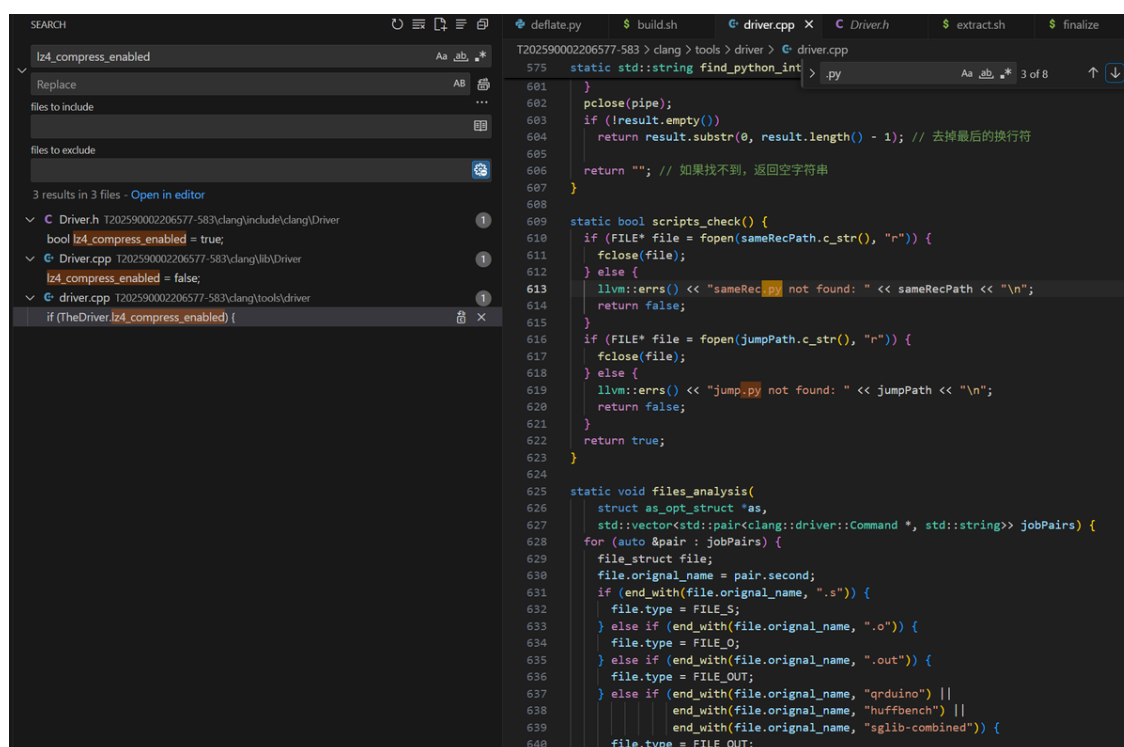 SEARCH
lz4_compress_enabled
Aa ab .*
Replace
AB
files to include
files to exclude
3 results in 3 files - Open in editor
Driver.h T202590002206577-583\clang\include\clang\Driver 1
bool lz4_compress_enabled = true;
Driver.cpp T202590002206577-583\clang\lib\Driver 1
lz4_compress_enabled = false;
driver.cpp T202590002206577-583\clang\tools\driver 1
if (TheDriver.lz4_compress_enabled) {
deflate.py $ build.sh driver.cpp C Driver.h $ extract.sh $ finalize
T202590002206577-583 > clang > tools > driver > driver.cpp
575 static std::string find_python_int
.py Aa ab .* 3 of 8
601 }
602 pclose(pipe);
603 if (!result.empty())
604 return result.substr(0, result.length() - 1); // 去掉最后的换行符
605
606 return ""; // 如果找不到，返回空字符串
607 }
608
609 static bool scripts_check() {
610 if (FILE* file = fopen(sameRecPath.c_str(), "r")) {
611 fclose(file);
612 } else {
613 llvm::errs() << "sameRec.py not found: " << sameRecPath << "\n";
614 return false;
615 }
616 if (FILE* file = fopen(jumpPath.c_str(), "r")) {
617 fclose(file);
618 } else {
619 llvm::errs() << "jump.py not found: " << jumpPath << "\n";
620 return false;
621 }
622 return true;
623 }
624
625 static void files_analysis(
626 struct as_opt_struct *as,
627 std::vector<std::pair<clang::driver::Command *, std::string>> jobPairs) {
628 for (auto &pair : jobPairs) {
629 file_struct file;
630 file.orignal_name = pair.second;
631 if (end_with(file.orignal_name, ".s")) {
632 file.type = FILE_S;
633 } else if (end_with(file.orignal_name, ".o")) {
634 file.type = FILE_O;
635 } else if (end_with(file.orignal_name, ".out")) {
636 file.type = FILE_OUT;
637 } else if (end_with(file.orignal_name, "qrduino") ||
638 end_with(file.orignal_name, "huffbench") ||
639 end_with(file.orignal_name, "sglib-combined")) {
640 file.type = FILE_OUT;